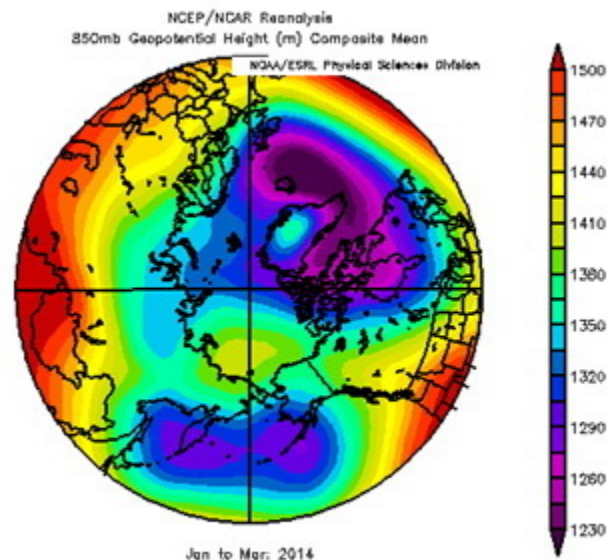 NCEP/NCAR Reanalysis
850mb Geopotential Height (m) Composite Mean
NOAA/ESRL Physical Sciences Division
1500
1470
1440
1410
1380
1350
1320
1290
1260
1230
Jan to Mar: 2014